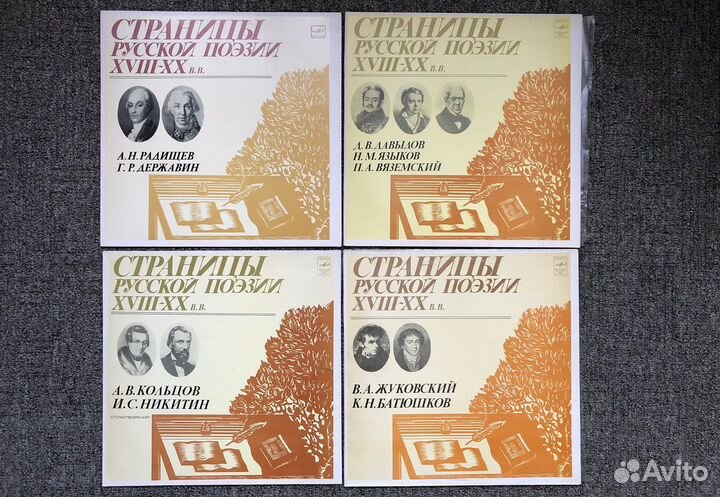 СТРАНИЦЫ
РУССКОЙ ПОЭЗИИ
XVIII-XX В.В.
А.Н.РАДИЩЕВ
Г.Р.ДЕРЖАВИН
СТРАНИЦЫ
РУССКОЙ ПОЭЗИИ
XVIII-XX В.В.
Д.В.ДАВЫДОВ
Н.М.ЯЗЫКОВ
П.А.ВЯЗЕМСКИЙ
СТРАНИЦЫ
РУССКОЙ ПОЭЗИИ
XVIII-XX В.В.
А.В.КОЛЬЦОВ
И.С.НИКИТИН
СТИХОТВОРЕНИЯ
СТРАНИЦЫ
РУССКОЙ ПОЭЗИИ
XVIII-XX В.В.
В.А.ЖУКОВСКИЙ
К.Н.БАТЮШКОВ
Avito